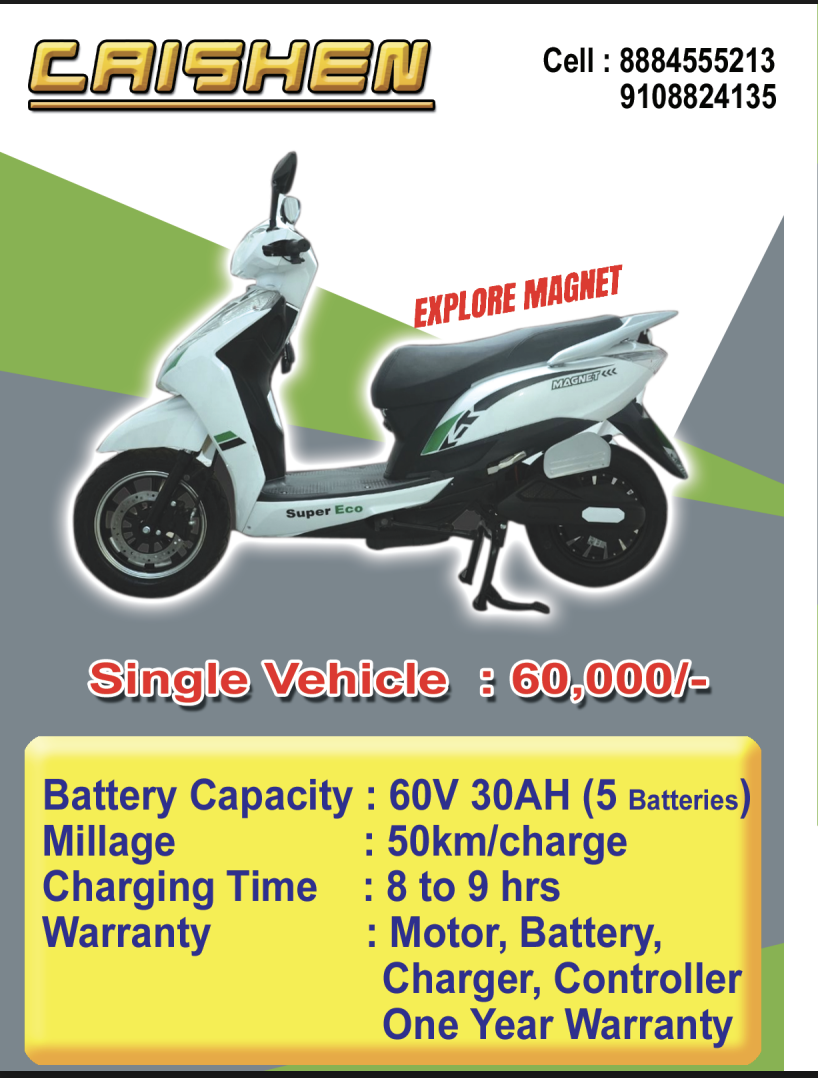 CAISHEN
Cell : 8884555213
9108824135
EXPLORE MAGNET
MAGNET
Super Eco
Single Vehicle : 60,000/-
Battery Capacity : 60V 30AH (5 Batteries)
Millage : 50km/charge
Charging Time : 8 to 9 hrs
Warranty : Motor, Battery,
Charger, Controller
One Year Warranty